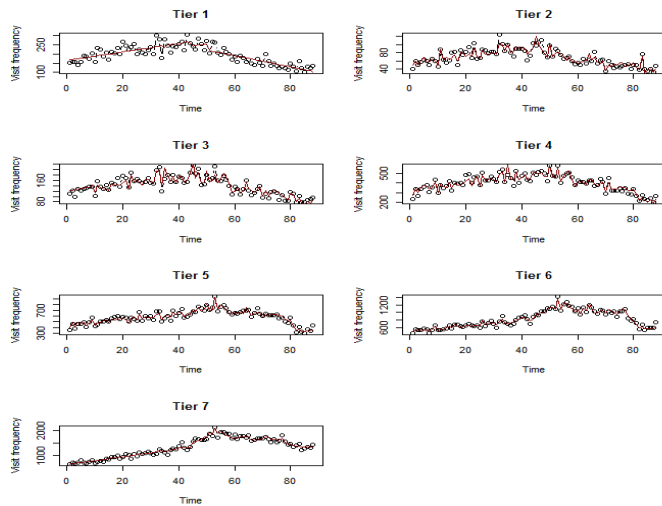 Tier 1
Visit frequency
100 250
0 20 40 60 80
Time
Tier 2
Visit frequency
40 80
0 20 40 60 80
Time
Tier 3
Visit frequency
80 160
0 20 40 60 80
Time
Tier 4
Visit frequency
200 500
0 20 40 60 80
Time
Tier 5
Visit frequency
300 700
0 20 40 60 80
Time
Tier 6
Visit frequency
600 1200
0 20 40 60 80
Time
Tier 7
Visit frequency
1000 2000
0 20 40 60 80
Time